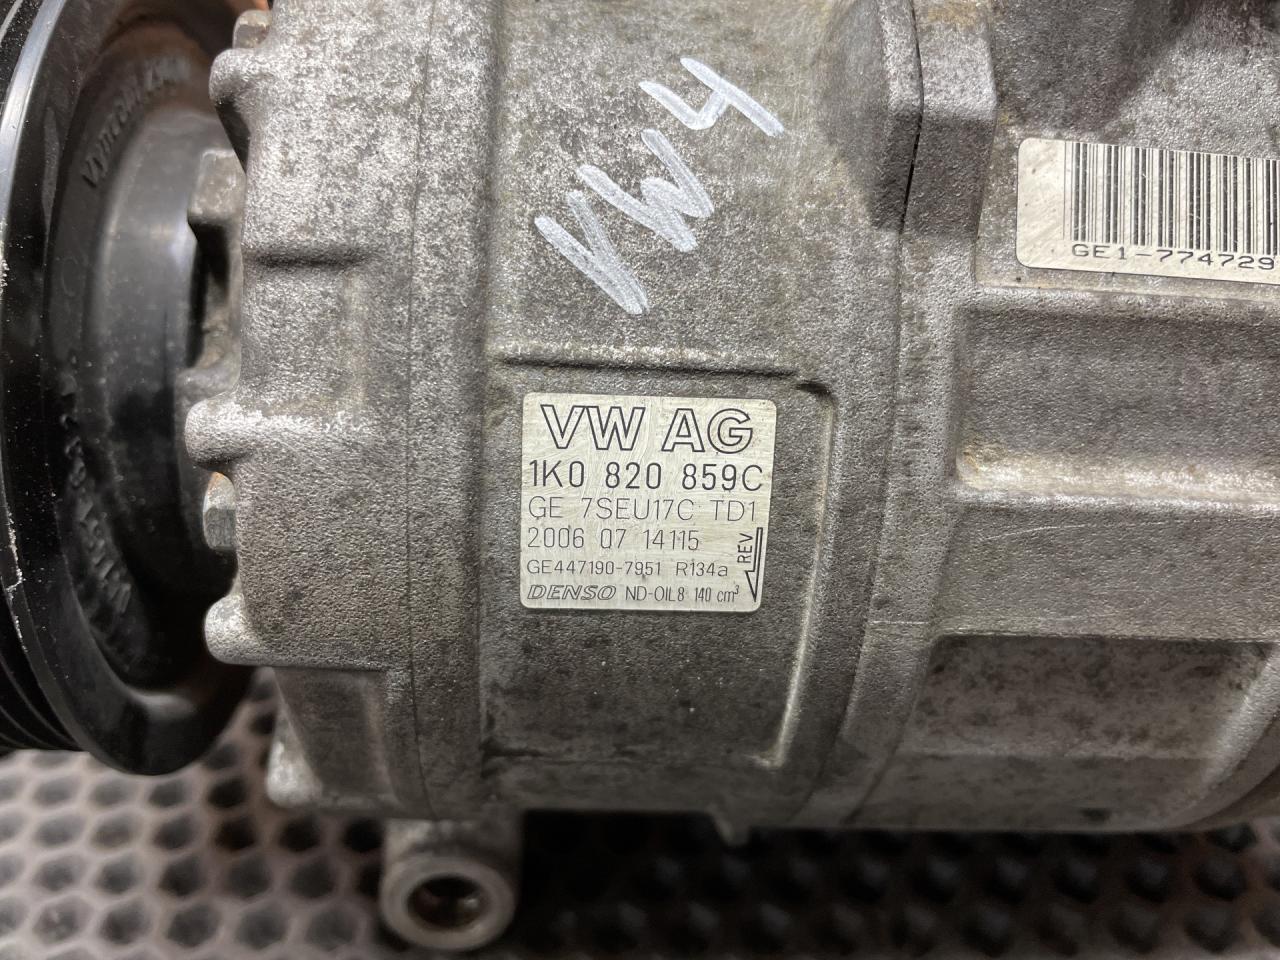 VW4
GE1-774729
VW AG
1K0 820 859C
GE 7SEU17C TD1
2006 07 14115
REV
GE447190-7951 R134a
DENSO ND-OIL8 140 cm³